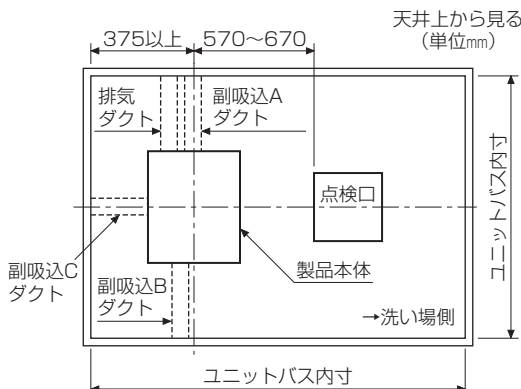 天井上から見る
（単位㎜）
375以上
570〜670
排気
ダクト
副吸込A
ダクト
点検口
ユニットバス内寸
副吸込C
ダクト
副吸込B
ダクト
製品本体
→洗い場側
ユニットバス内寸